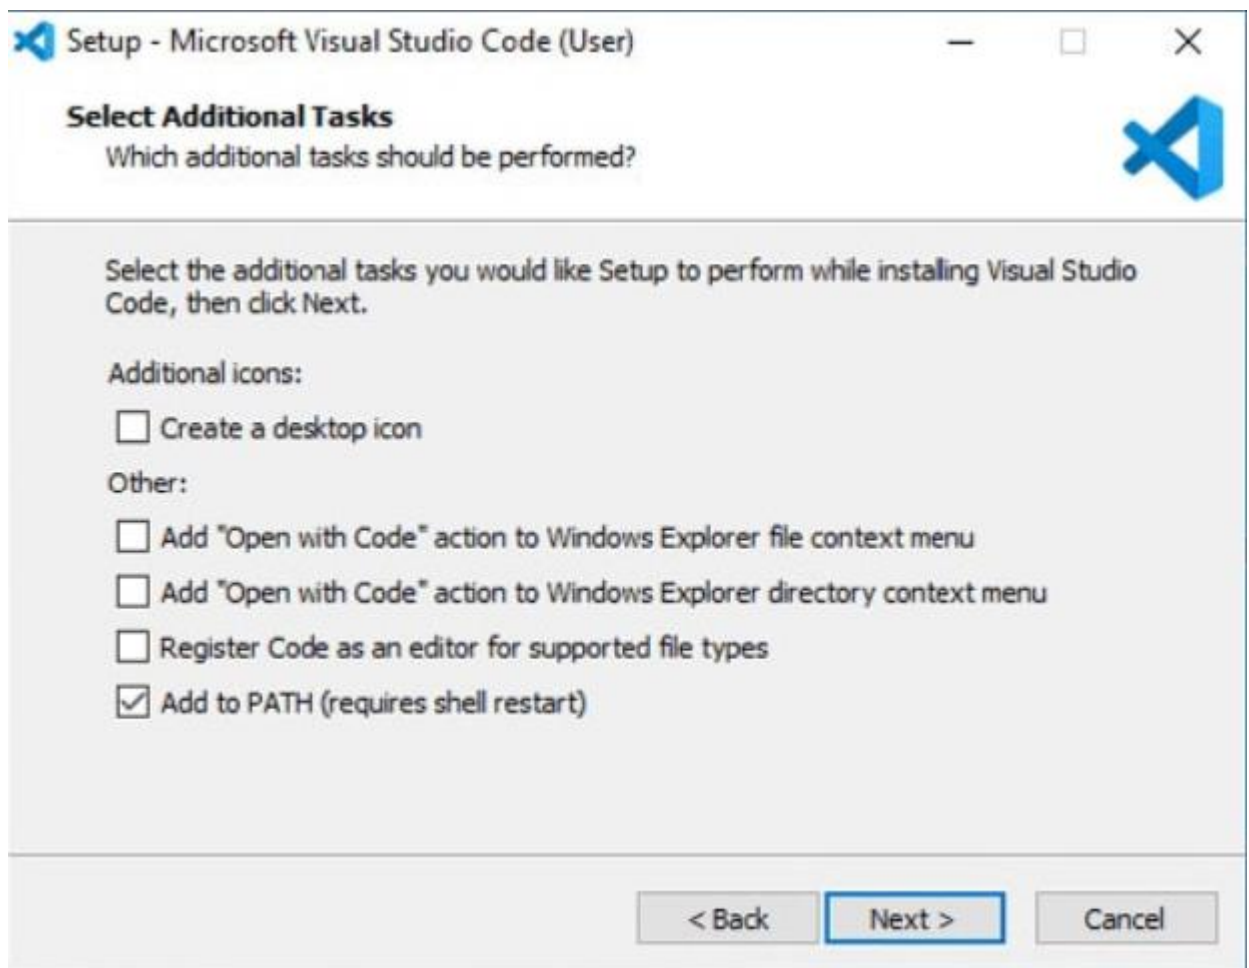 Setup - Microsoft Visual Studio Code (User)
Select Additional Tasks
Which additional tasks should be performed?
Select the additional tasks you would like Setup to perform while installing Visual Studio
Code, then click Next.
Additional icons:
Create a desktop icon
Other:
Add "Open with Code" action to Windows Explorer file context menu
Add "Open with Code" action to Windows Explorer directory context menu
Register Code as an editor for supported file types
Add to PATH (requires shell restart)
< Back Next > Cancel